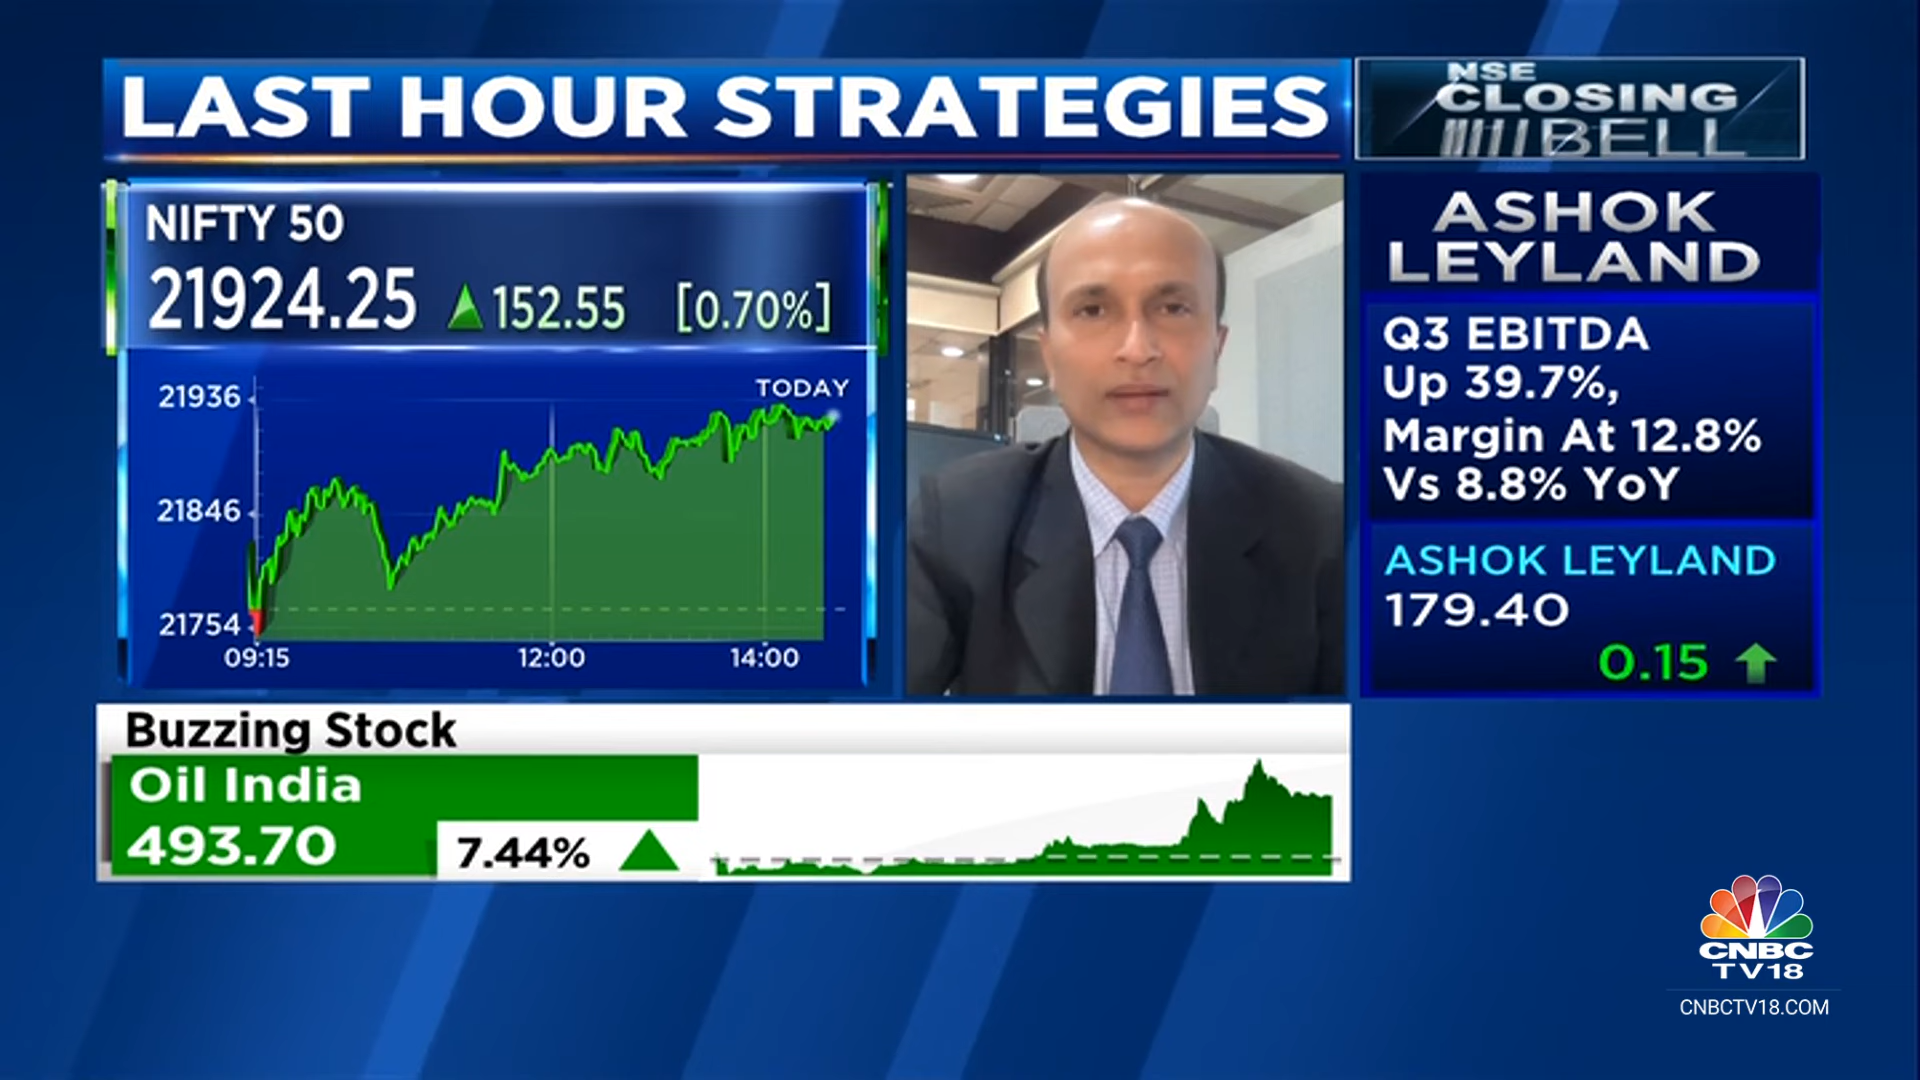 LAST HOUR STRATEGIES
NSE
CLOSING
BELL
NIFTY 50
21924.25 ▲ 152.55 [0.70%]
TODAY
21936
21846
21754
09:15 12:00 14:00
ASHOK
LEYLAND
Q3 EBITDA
Up 39.7%,
Margin At 12.8%
Vs 8.8% YoY
ASHOK LEYLAND
179.40
0.15
Buzzing Stock
Oil India
493.70
7.44%
CNBC
TV18
CNBCTV18.COM